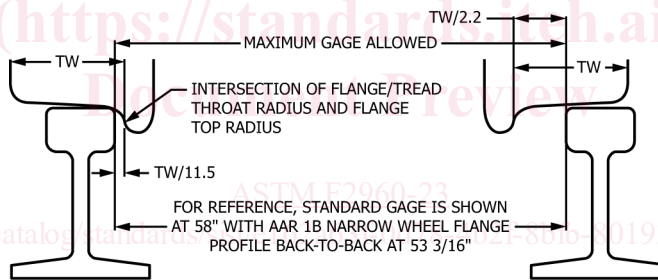 (https://standards.iteh.ai
TW/2.2
MAXIMUM GAGE ALLOWED
TW
TW
Document Preview
INTERSECTION OF FLANGE/TREAD
THROAT RADIUS AND FLANGE
TOP RADIUS
TW/11.5
ASTM F2960-23
FOR REFERENCE, STANDARD GAGE IS SHOWN
AT 58" WITH AAR 1B NARROW WHEEL FLANGE
PROFILE BACK-TO-BACK AT 53 3/16"